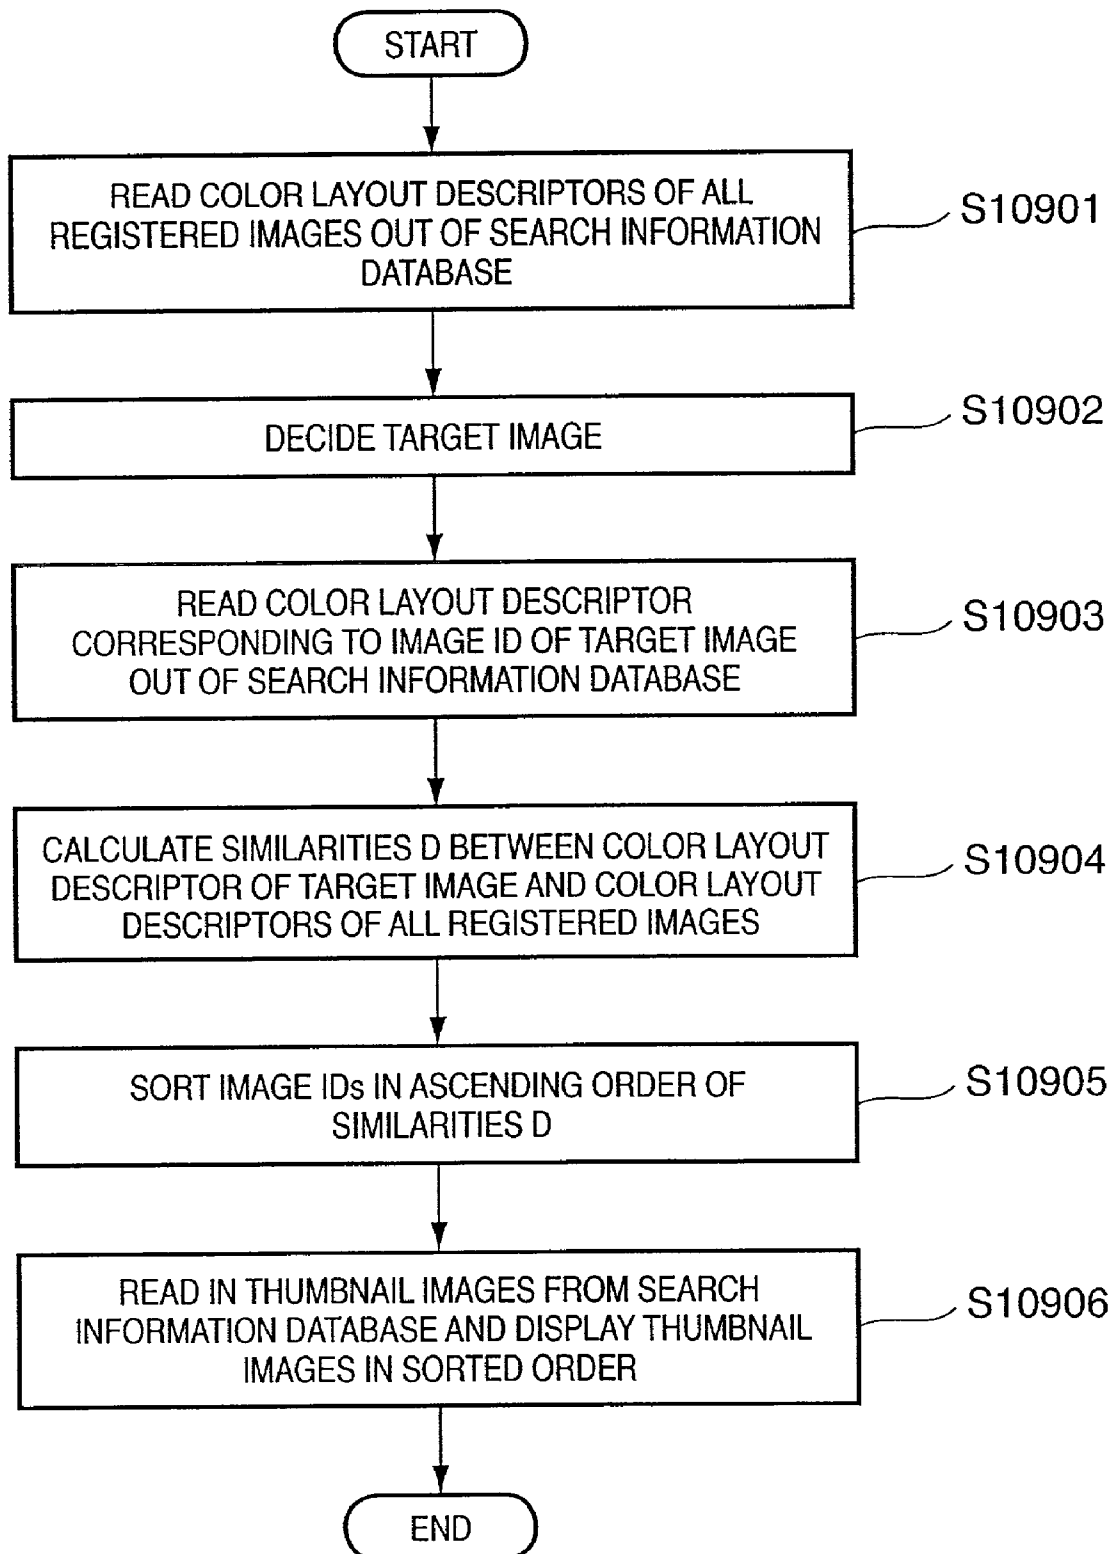 START
READ COLOR LAYOUT DESCRIPTORS OF ALL
REGISTERED IMAGES OUT OF SEARCH INFORMATION
DATABASE
S10901
DECIDE TARGET IMAGE
S10902
READ COLOR LAYOUT DESCRIPTOR
CORRESPONDING TO IMAGE ID OF TARGET IMAGE
OUT OF SEARCH INFORMATION DATABASE
S10903
CALCULATE SIMILARITIES D BETWEEN COLOR LAYOUT
DESCRIPTOR OF TARGET IMAGE AND COLOR LAYOUT
DESCRIPTORS OF ALL REGISTERED IMAGES
S10904
SORT IMAGE IDs IN ASCENDING ORDER OF
SIMILARITIES D
S10905
READ IN THUMBNAIL IMAGES FROM SEARCH
INFORMATION DATABASE AND DISPLAY THUMBNAIL
IMAGES IN SORTED ORDER
S10906
END